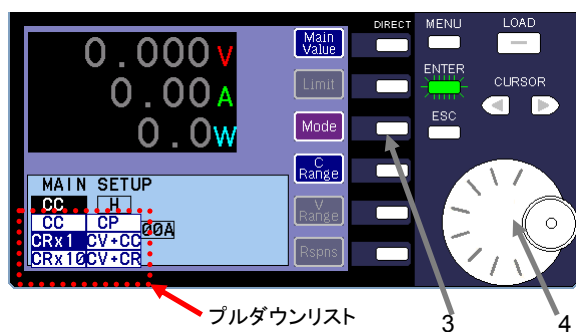 DIRECT
MENU
LOAD
0.000V
Main
Value
0.00A
Limit
ENTER
CURSOR
0.0W
Mode
ESC
C
Range
MAIN SETUP
CC H
V
Range
CC CP
00A
CRx1 CV+CC
CRx10 CV+CR
Rspns
プルダウンリスト
3
4